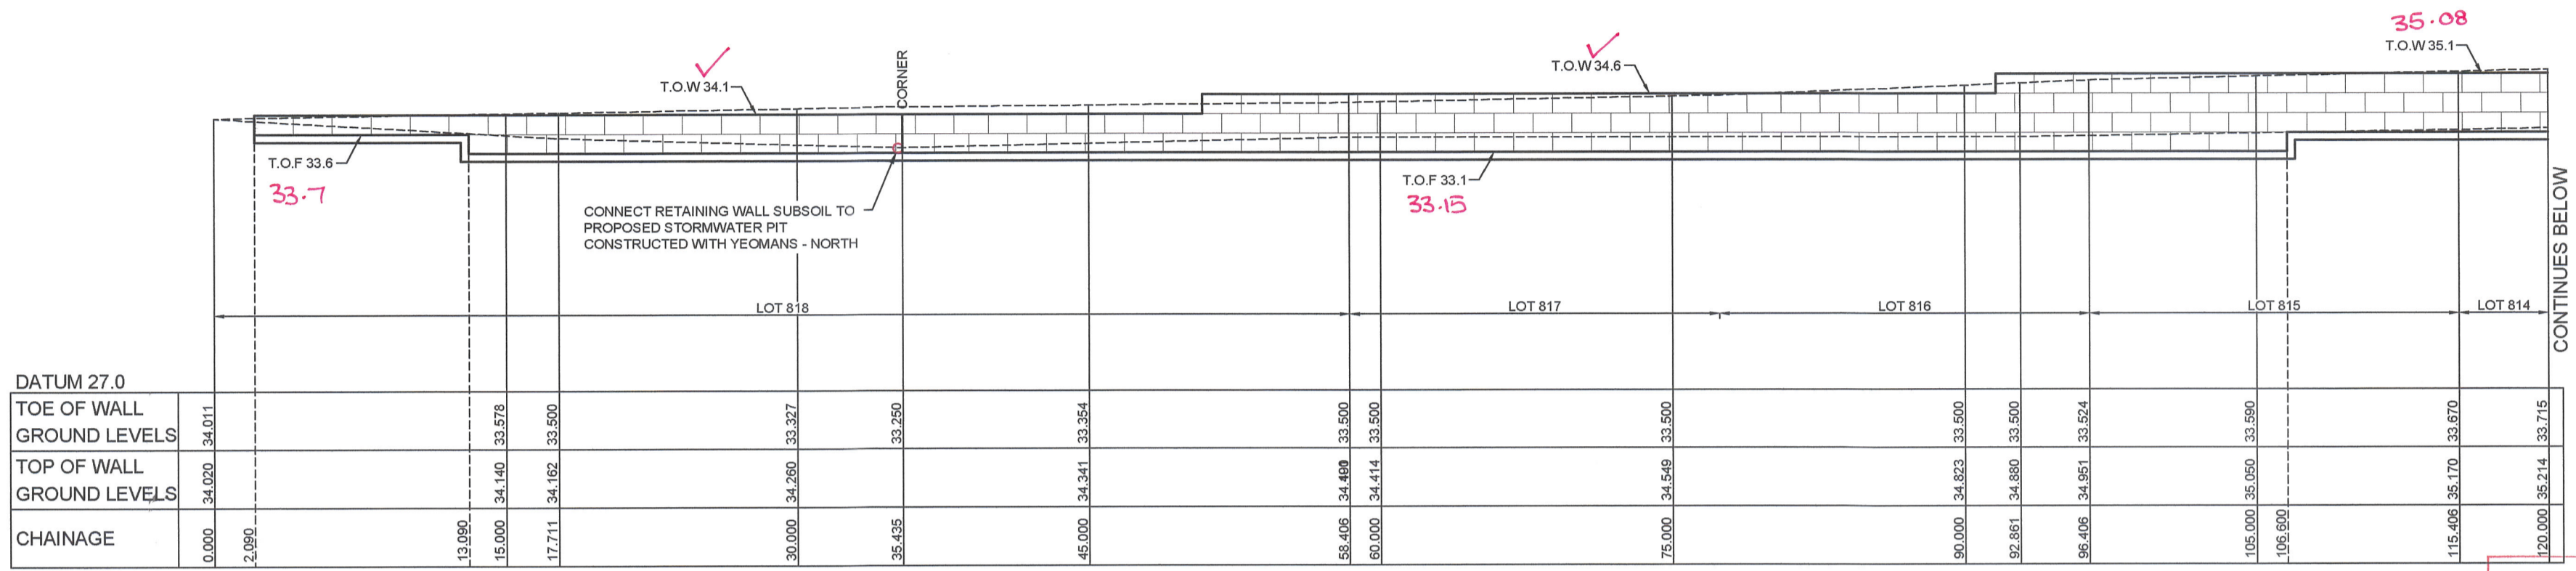 35.08
T.O.W 35.1
T.O.W 34.1
CORNER
T.O.W 34.6
T.O.F 33.6
33.7
T.O.F 33.1
33.15
CONNECT RETAINING WALL SUBSOIL TO
PROPOSED STORMWATER PIT
CONSTRUCTED WITH YEOMANS - NORTH
CONTINUES BELOW
LOT 818
LOT 817
LOT 816
LOT 815
LOT 814
DATUM 27.0
TOE OF WALL
GROUND LEVELS
34.011
33.578
33.500
33.327
33.250
33.354
33.500
33.500
33.500
33.500
33.500
33.524
33.590
33.670
33.715
TOP OF WALL
GROUND LEVELS
34.020
34.140
34.162
34.260
34.341
34.414
34.549
34.823
34.880
34.951
35.050
35.170
35.214
CHAINAGE
0.000
2.090
13.090
15.000
17.711
30.000
35.435
45.000
58.406
60.000
75.000
90.000
92.861
96.406
105.000
106.600
115.406
120.000